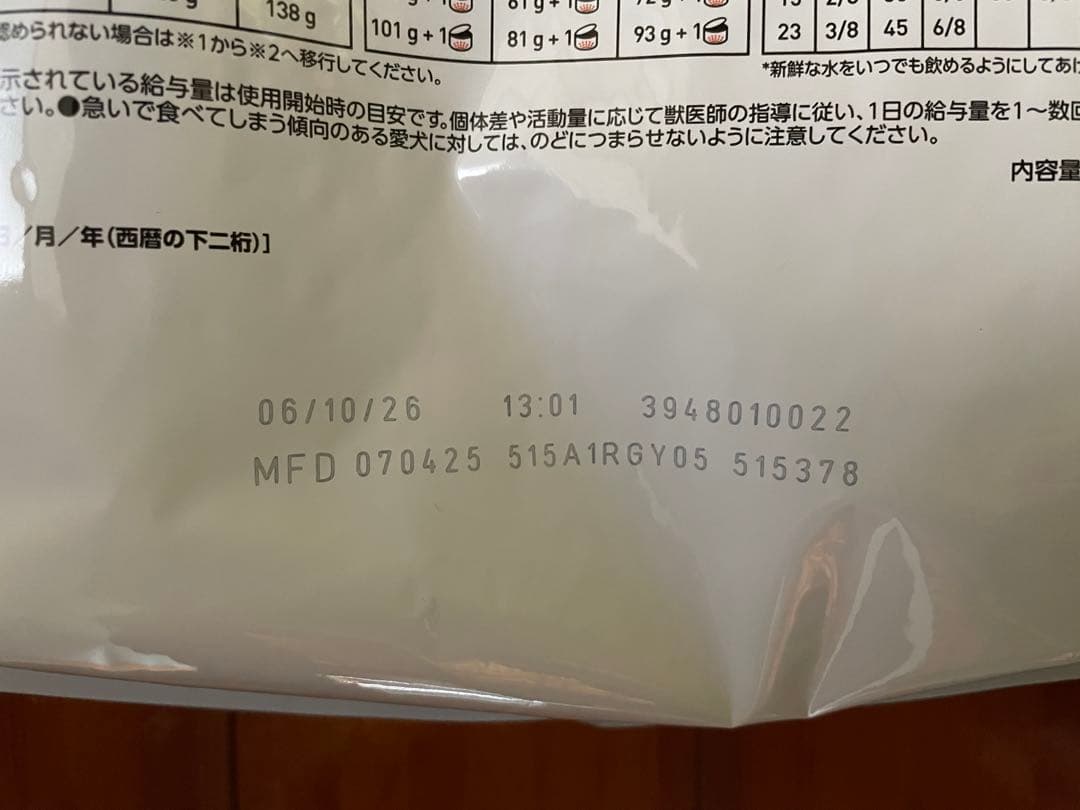 138 g
101 g + 1
81 g + 1
93 g + 1
23 3/8 45 6/8
められない場合は※1から※2へ移行してください。
*新鮮な水をいつでも飲めるようにしてあ
示されている給与量は使用開始時の目安です。個体差や活動量に応じて獣医師の指導に従い、1日の給与量を1〜数回
さい。●急いで食べてしまう傾向のある愛犬に対しては、のどにつまらせないように注意してください。
内容量
/月/年(西暦の下二桁)]
06/10/26 13:01 3948010022
MFD 070425 515A1RGY05 515378